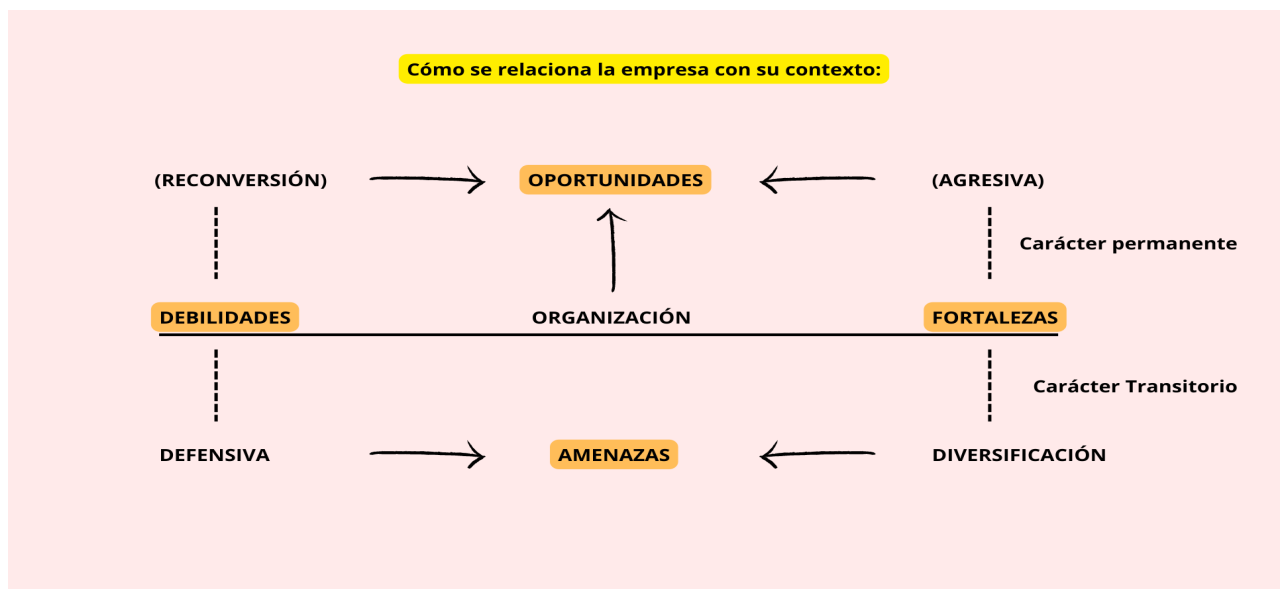 Cómo se relaciona la empresa con su contexto:
(RECONVERSIÓN) OPORTUNIDADES (AGRESIVA)
Carácter permanente
DEBILIDADES ORGANIZACIÓN FORTALEZAS
Carácter Transitorio
DEFENSIVA AMENAZAS DIVERSIFICACIÓN